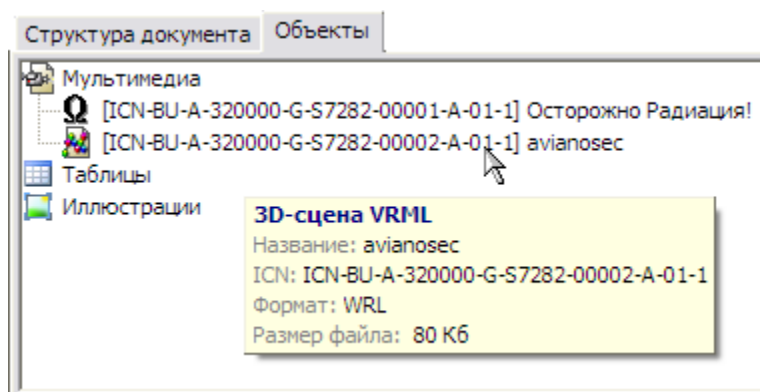 Структура документа Объекты
Мультимедиа
Ω [ICN-BU-A-320000-G-S7282-00001-A-01-1] Осторожно Радиация!
[ICN-BU-A-320000-G-S7282-00002-A-01-1] avianosec
Таблицы
Иллюстрации
3D-сцена VRML
Название: avianosec
ICN: ICN-BU-A-320000-G-S7282-00002-A-01-1
Формат: WRL
Размер файла: 80 Кб